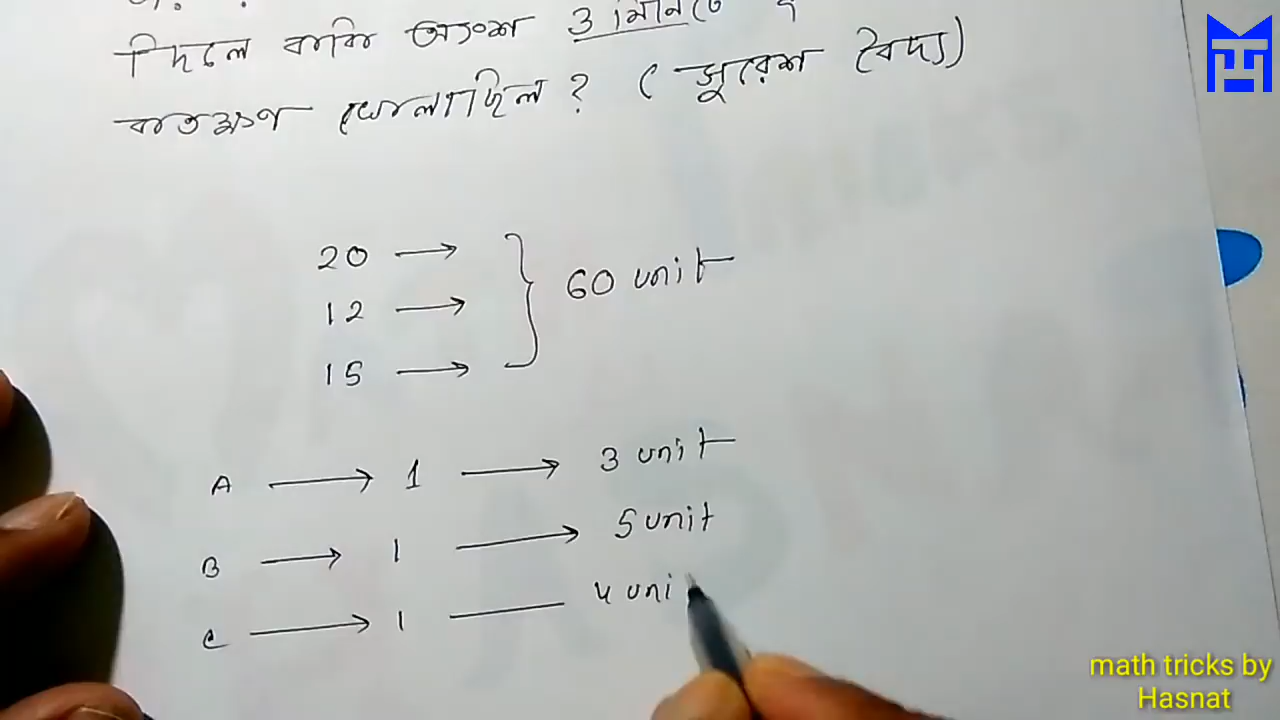 দিলে বাকি অংশ 3 মিনিটে
কতক্ষণ খোলা ছিল ? ( সুরেশ বৈদ্য )
20 →
12 →
15 →
} 60 unit
A → 1 → 3 unit
B → 1 → 5 unit
C → 1 — 4 uni
math tricks by
Hasnat